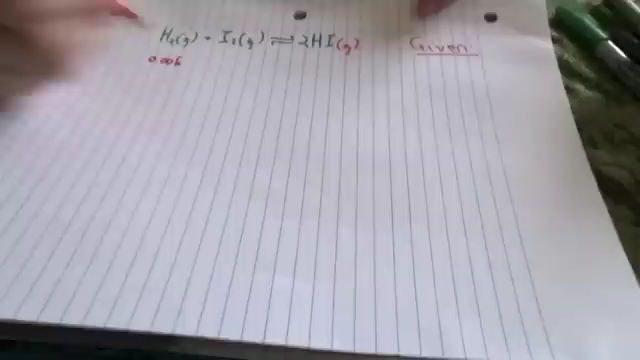 H₂(g) + I₂(g) ⇌ 2HI(g) Given
0.006